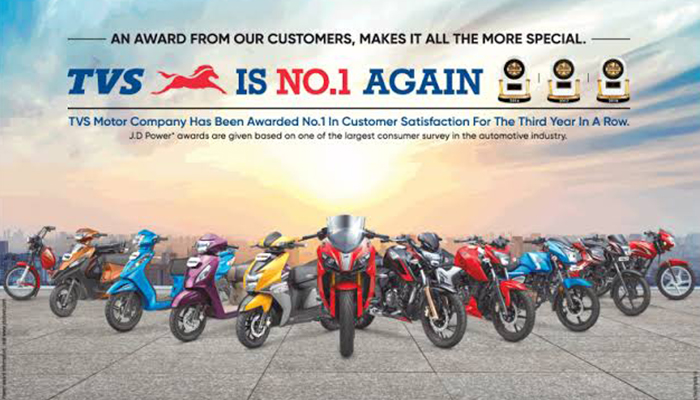 AN AWARD FROM OUR CUSTOMERS, MAKES IT ALL THE MORE SPECIAL.
TVS IS NO.1 AGAIN
TVS Motor Company Has Been Awarded No.1 In Customer Satisfaction For The Third Year In A Row.
J.D Power* awards are given based on one of the largest consumer survey in the automotive industry.